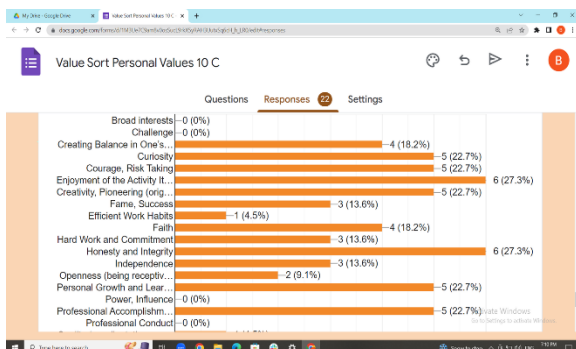 My Drive - Google Drive
Value Sort Personal Values 10 C
Value Sort Personal Values 10 C
B
Questions Responses 22 Settings
Broad interests 0 (0%)
Challenge 0 (0%)
Creating Balance in One's... 4 (18.2%)
Curiosity 5 (22.7%)
Courage, Risk Taking 5 (22.7%)
Enjoyment of the Activity It... 6 (27.3%)
Creativity, Pioneering (orig... 5 (22.7%)
Fame, Success 3 (13.6%)
Efficient Work Habits 1 (4.5%)
Faith 4 (18.2%)
Hard Work and Commitment 3 (13.6%)
Honesty and Integrity 6 (27.3%)
Independence 3 (13.6%)
Openness (being receptiv... 2 (9.1%)
Personal Growth and Lear... 5 (22.7%)
Power, Influence 0 (0%)
Professional Accomplishm... 5 (22.7%)
Activate Windows
Go to Settings to activate Windows.
Professional Conduct 0 (0%)
Type here to search
7:10 PM